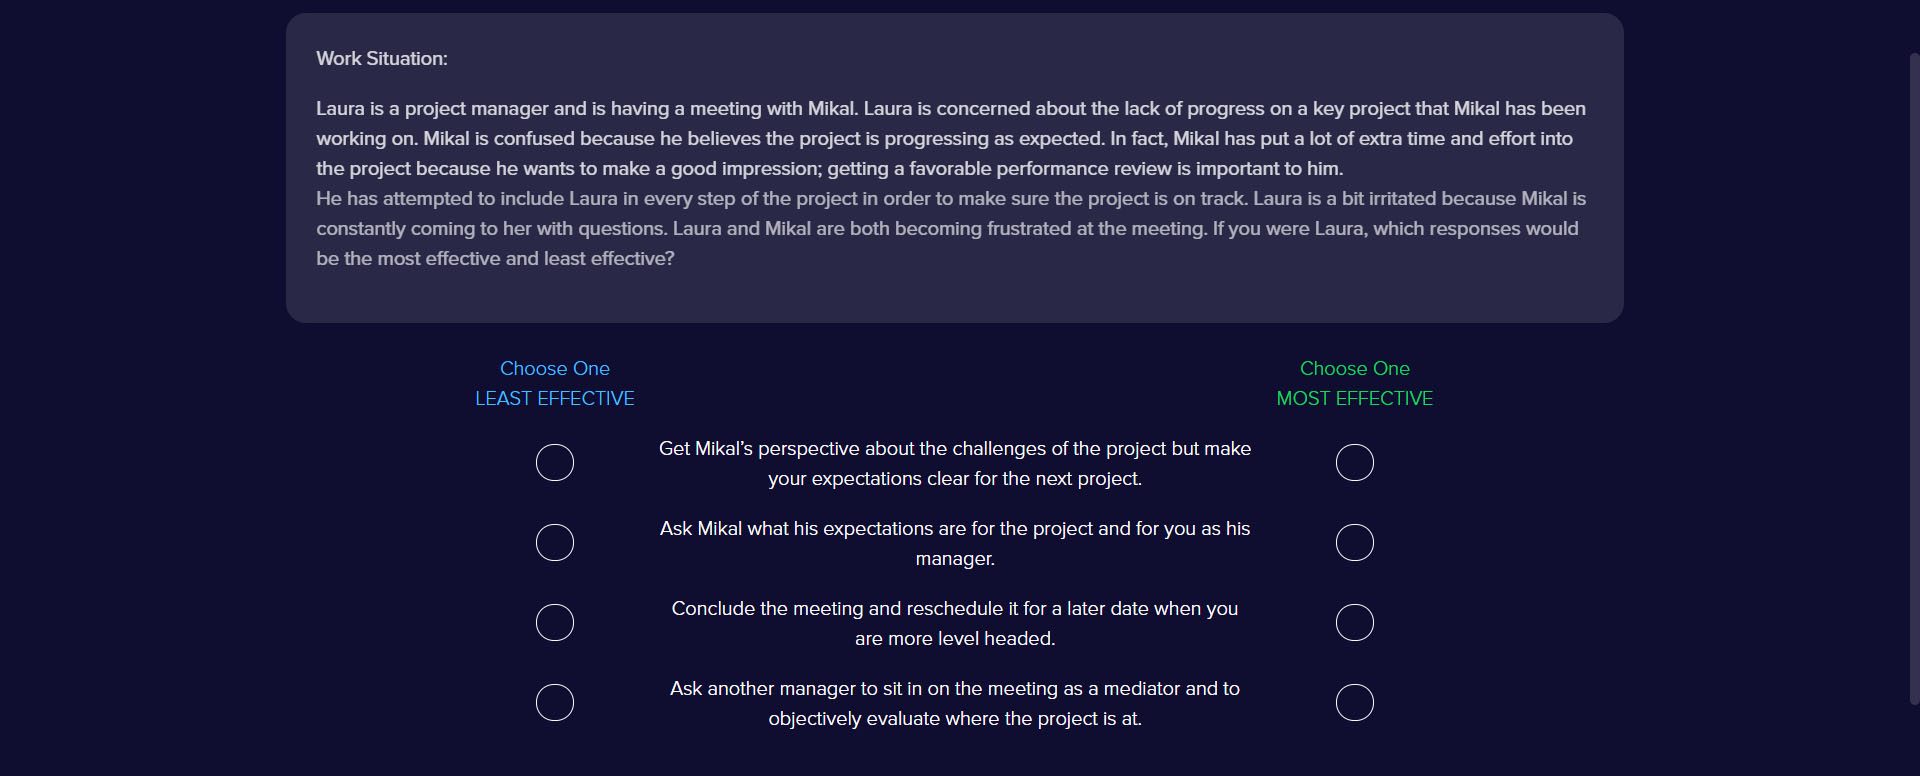 Work Situation:
Laura is a project manager and is having a meeting with Mikal. Laura is concerned about the lack of progress on a key project that Mikal has been
working on. Mikal is confused because he believes the project is progressing as expected. In fact, Mikal has put a lot of extra time and effort into
the project because he wants to make a good impression; getting a favorable performance review is important to him.
He has attempted to include Laura in every step of the project in order to make sure the project is on track. Laura is a bit irritated because Mikal is
constantly coming to her with questions. Laura and Mikal are both becoming frustrated at the meeting. If you were Laura, which responses would
be the most effective and least effective?
Choose One
LEAST EFFECTIVE
Choose One
MOST EFFECTIVE
Get Mikal’s perspective about the challenges of the project but make
your expectations clear for the next project.
Ask Mikal what his expectations are for the project and for you as his
manager.
Conclude the meeting and reschedule it for a later date when you
are more level headed.
Ask another manager to sit in on the meeting as a mediator and to
objectively evaluate where the project is at.